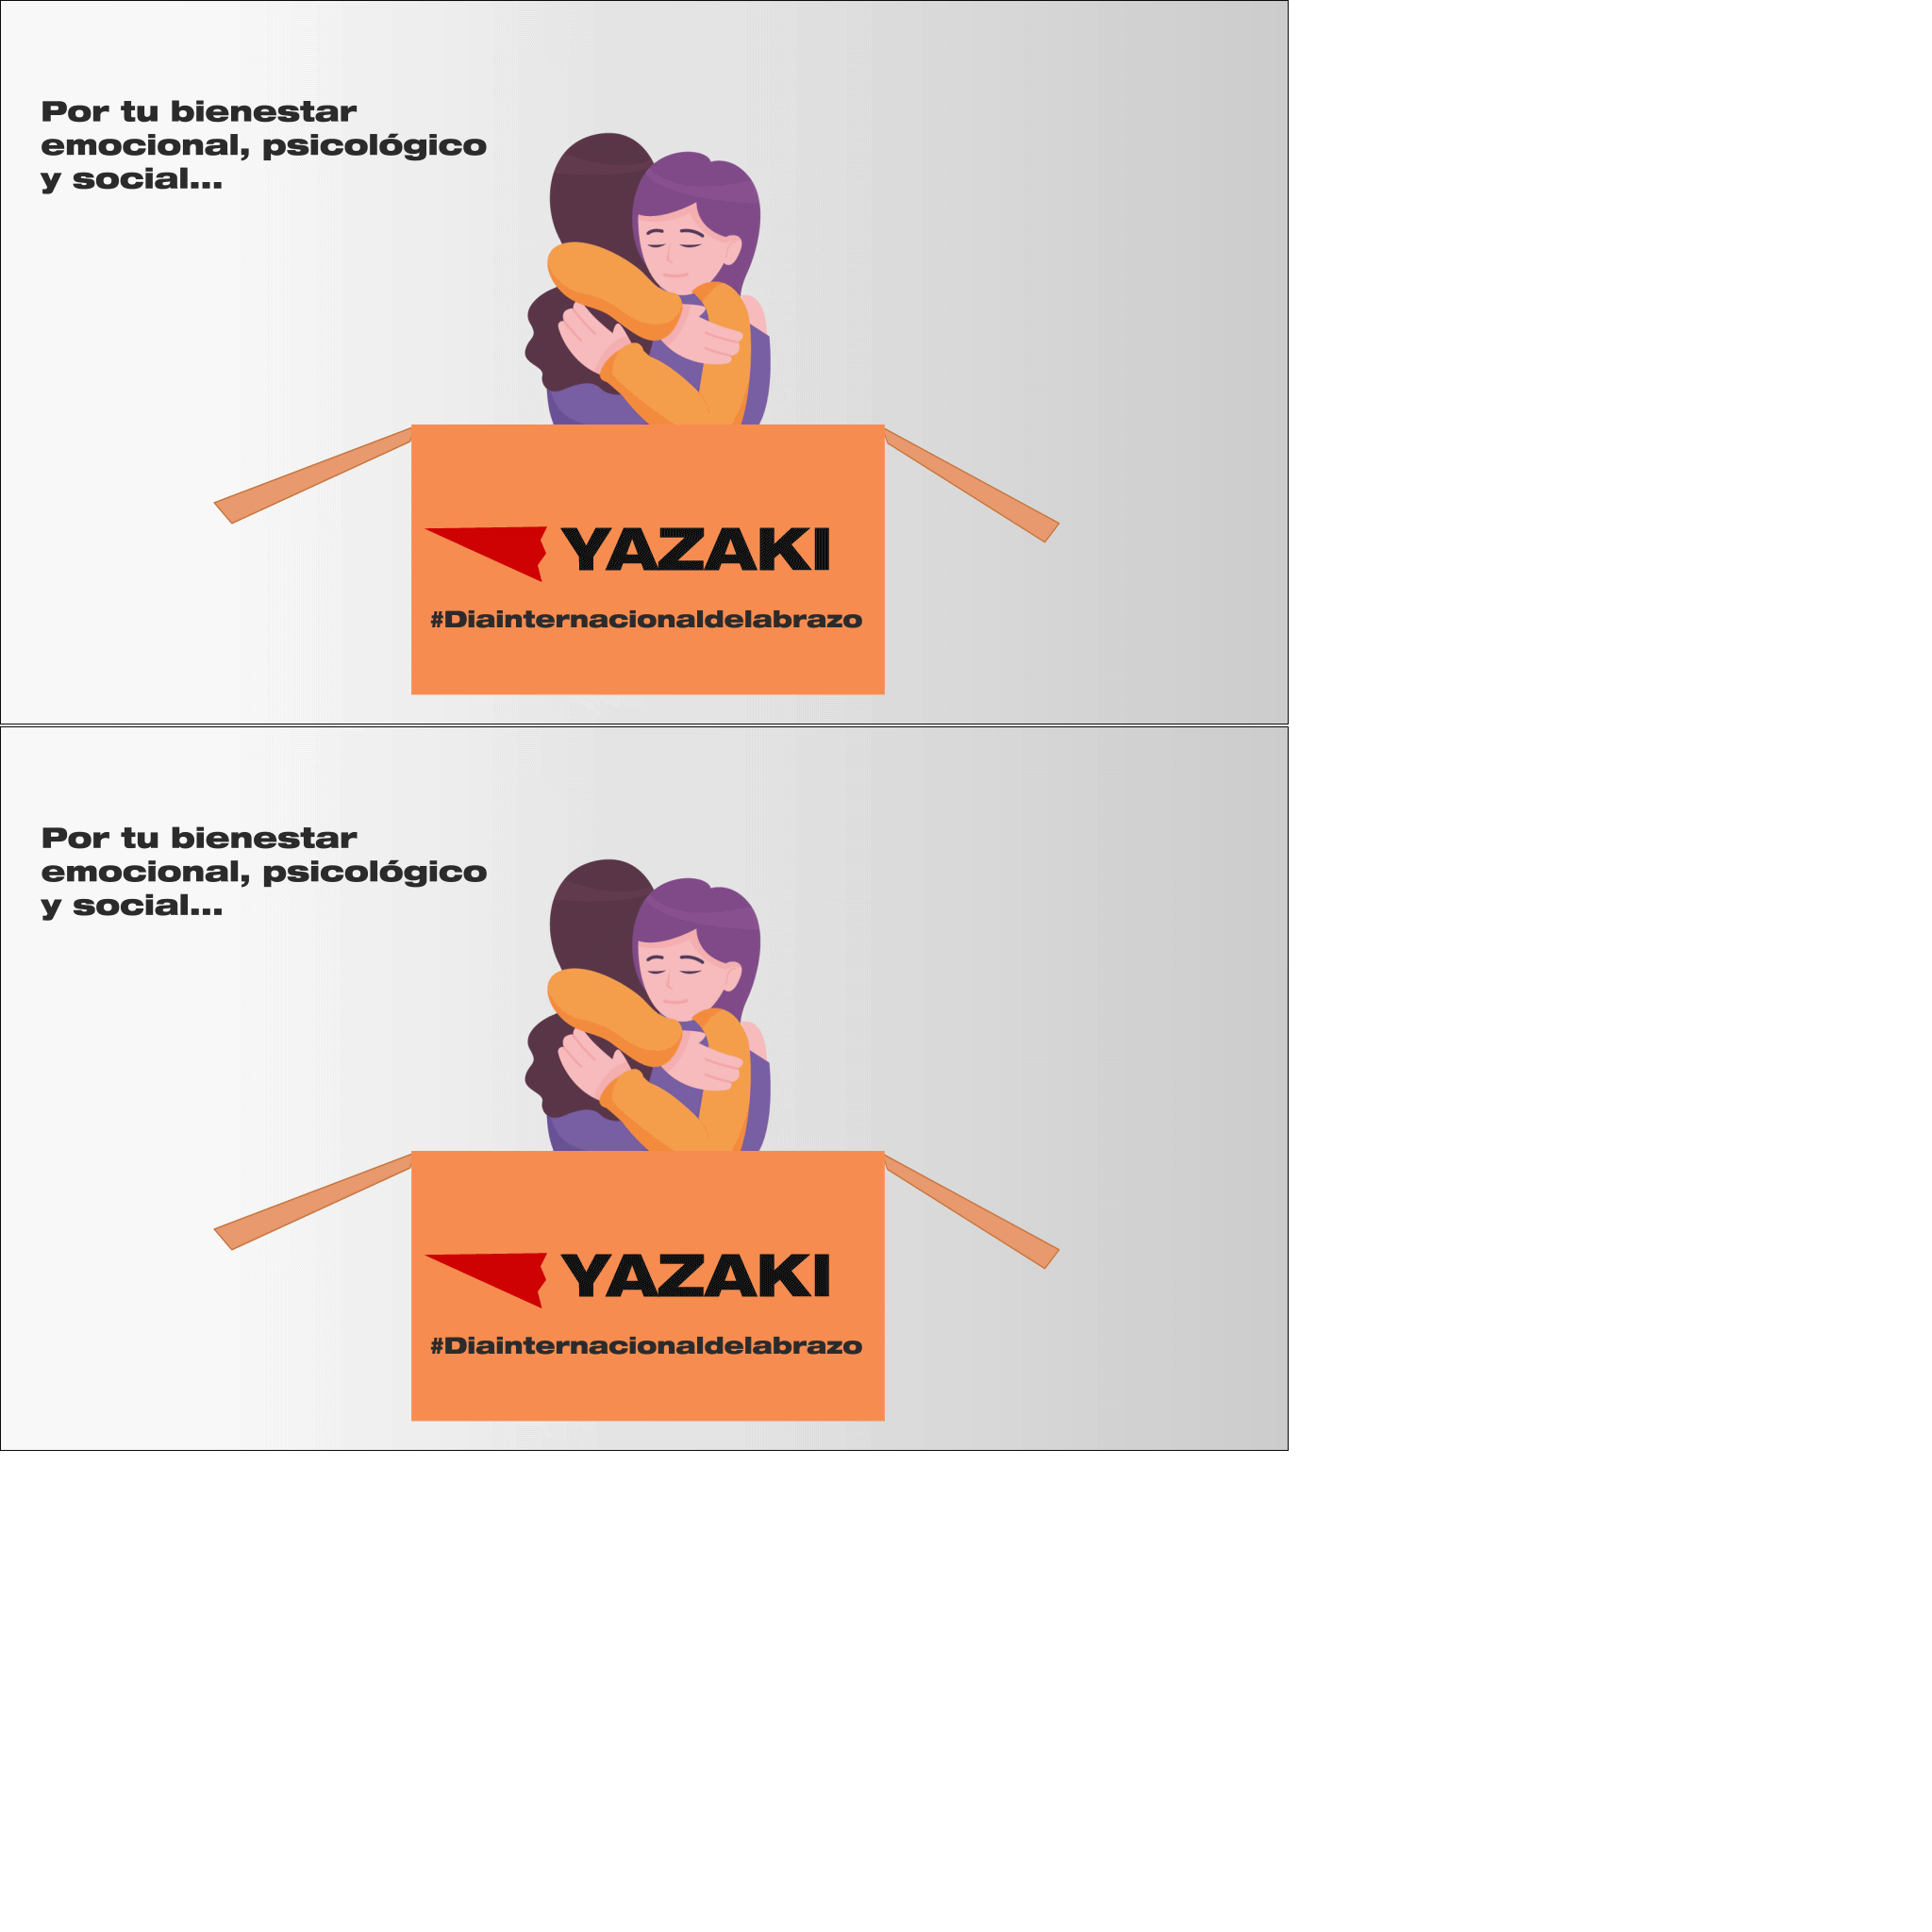 Por tu bienestar
emocional, psicológico
y social...
YAZAKI
#Diainternacionaldelabrazo
Por tu bienestar
emocional, psicológico
y social...
YAZAKI
#Diainternacionaldelabrazo